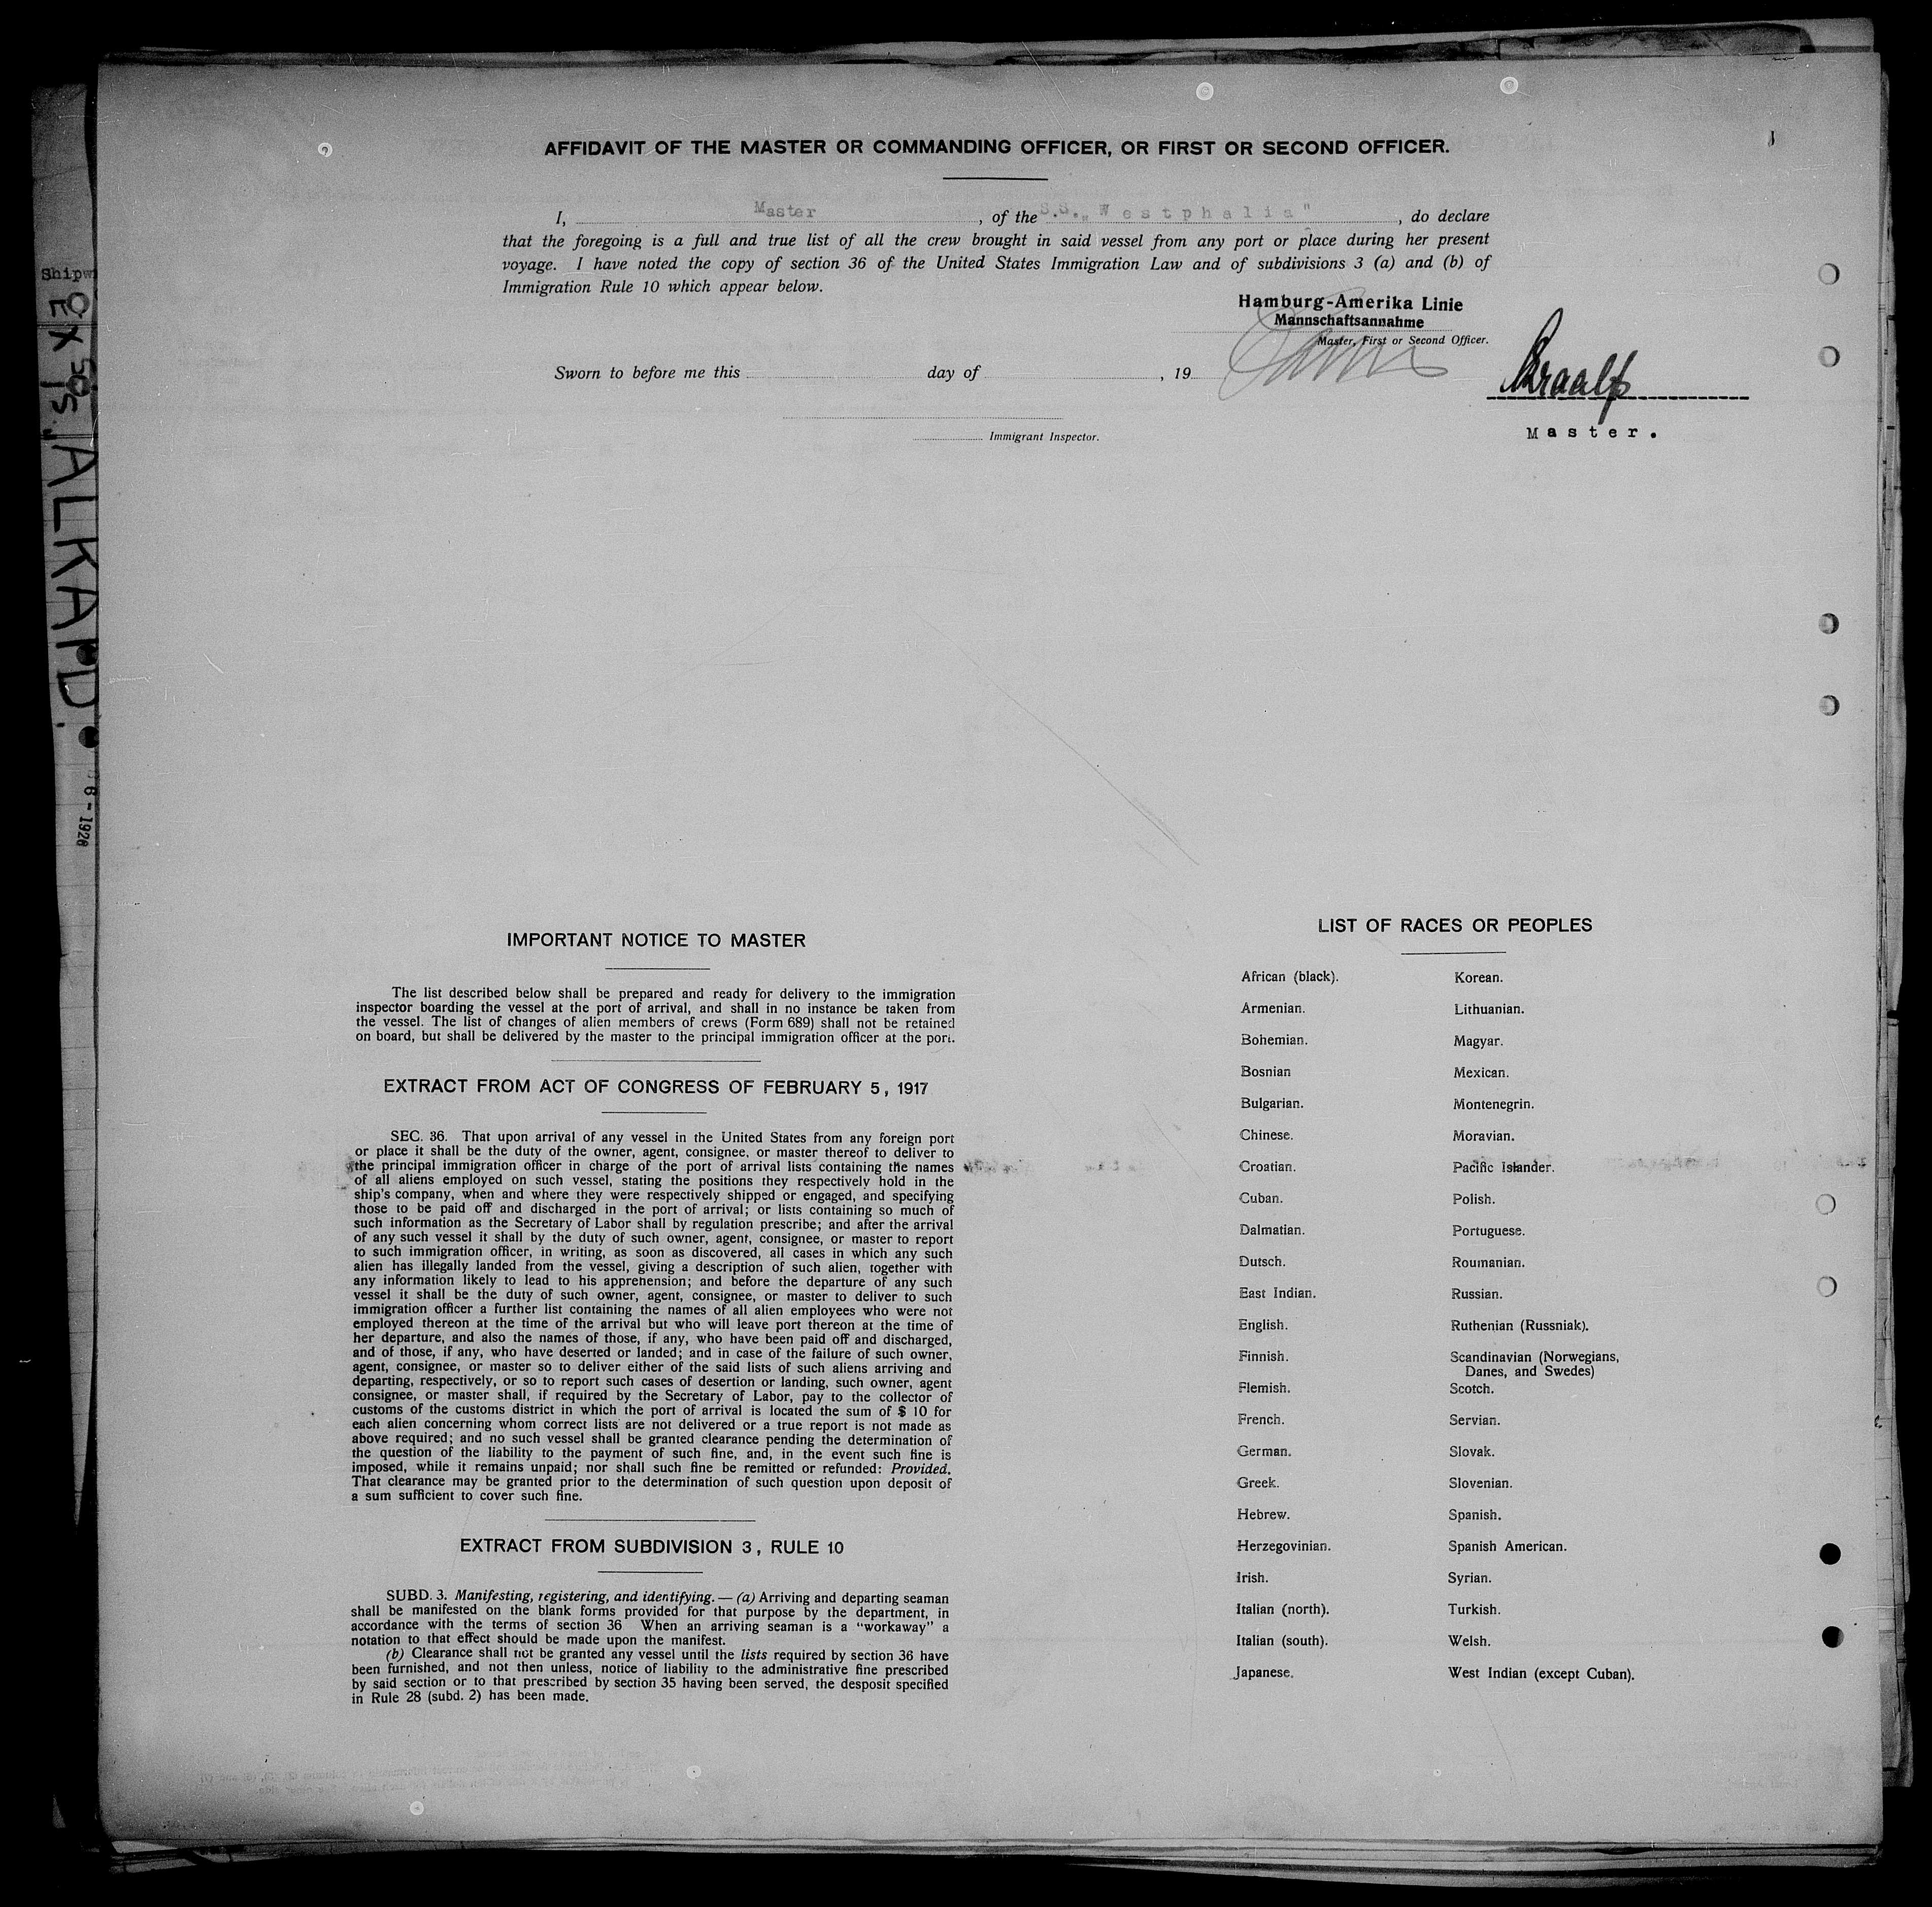 AFFIDAVIT OF THE MASTER OR COMMANDING OFFICER, OR FIRST OR SECOND OFFICER.
I, Master, of the S.S. „Westphalia", do declare
that the foregoing is a full and true list of all the crew brought in said vessel from any port or place during her present
voyage. I have noted the copy of section 36 of the United States Immigration Law and of subdivisions 3 (a) and (b) of
Immigration Rule 10 which appear below.
Hamburg-Amerika Linie
Mannschaftsannahme
Master, First or Second Officer.
Sworn to before me this day of , 19
Immigrant Inspector.
Graalfs
Master.
Shipw
EX S.S. „ALKAID.
6 - 1928
IMPORTANT NOTICE TO MASTER
The list described below shall be prepared and ready for delivery to the immigration
inspector boarding the vessel at the port of arrival, and shall in no instance be taken from
the vessel. The list of changes of alien members of crews (Form 689) shall not be retained
on board, but shall be delivered by the master to the principal immigration officer at the port.
EXTRACT FROM ACT OF CONGRESS OF FEBRUARY 5, 1917
SEC. 36. That upon arrival of any vessel in the United States from any foreign port
or place it shall be the duty of the owner, agent, consignee, or master thereof to deliver to
the principal immigration officer in charge of the port of arrival lists containing the names
of all aliens employed on such vessel, stating the positions they respectively hold in the
ship's company, when and where they were respectively shipped or engaged, and specifying
those to be paid off and discharged in the port of arrival; or lists containing so much of
such information as the Secretary of Labor shall by regulation prescribe; and after the arrival
of any such vessel it shall by the duty of such owner, agent, consignee, or master to report
to such immigration officer, in writing, as soon as discovered, all cases in which any such
alien has illegally landed from the vessel, giving a description of such alien, together with
any information likely to lead to his apprehension; and before the departure of any such
vessel it shall be the duty of such owner, agent, consignee, or master to deliver to such
immigration officer a further list containing the names of all alien employees who were not
employed thereon at the time of the arrival but who will leave port thereon at the time of
her departure, and also the names of those, if any, who have been paid off and discharged,
and of those, if any, who have deserted or landed; and in case of the failure of such owner,
agent, consignee, or master so to deliver either of the said lists of such aliens arriving and
departing, respectively, or so to report such cases of desertion or landing, such owner, agent
consignee, or master shall, if required by the Secretary of Labor, pay to the collector of
customs of the customs district in which the port of arrival is located the sum of $ 10 for
each alien concerning whom correct lists are not delivered or a true report is not made as
above required; and no such vessel shall be granted clearance pending the determination of
the question of the liability to the payment of such fine, and, in the event such fine is
imposed, while it remains unpaid; nor shall such fine be remitted or refunded: Provided.
That clearance may be granted prior to the determination of such question upon deposit of
a sum sufficient to cover such fine.
EXTRACT FROM SUBDIVISION 3, RULE 10
SUBD. 3. Manifesting, registering, and identifying. — (a) Arriving and departing seaman
shall be manifested on the blank forms provided for that purpose by the department, in
accordance with the terms of section 36 When an arriving seaman is a "workaway" a
notation to that effect should be made upon the manifest.
(b) Clearance shall not be granted any vessel until the lists required by section 36 have
been furnished, and not then unless, notice of liability to the administrative fine prescribed
by said section or to that prescribed by section 35 having been served, the desposit specified
in Rule 28 (subd. 2) has been made.
LIST OF RACES OR PEOPLES
African (black).
Armenian.
Bohemian.
Bosnian
Bulgarian.
Chinese.
Croatian.
Cuban.
Dalmatian.
Dutsch.
East Indian.
English.
Finnish.
Flemish.
French.
German.
Greek.
Hebrew.
Herzegovinian.
Irish.
Italian (north).
Italian (south).
Japanese.
Korean.
Lithuanian.
Magyar.
Mexican.
Montenegrin.
Moravian.
Pacific Islander.
Polish.
Portuguese.
Roumanian.
Russian.
Ruthenian (Russniak).
Scandinavian (Norwegians,
Danes, and Swedes)
Scotch.
Servian.
Slovak.
Slovenian.
Spanish.
Spanish American.
Syrian.
Turkish.
Welsh.
West Indian (except Cuban).